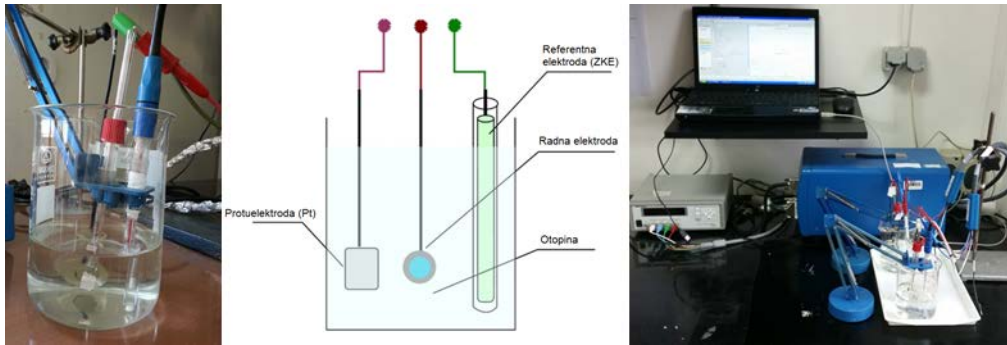 Referentna
elektroda (ZKE)
Radna elektroda
Protuelektroda (Pt)
Otopina